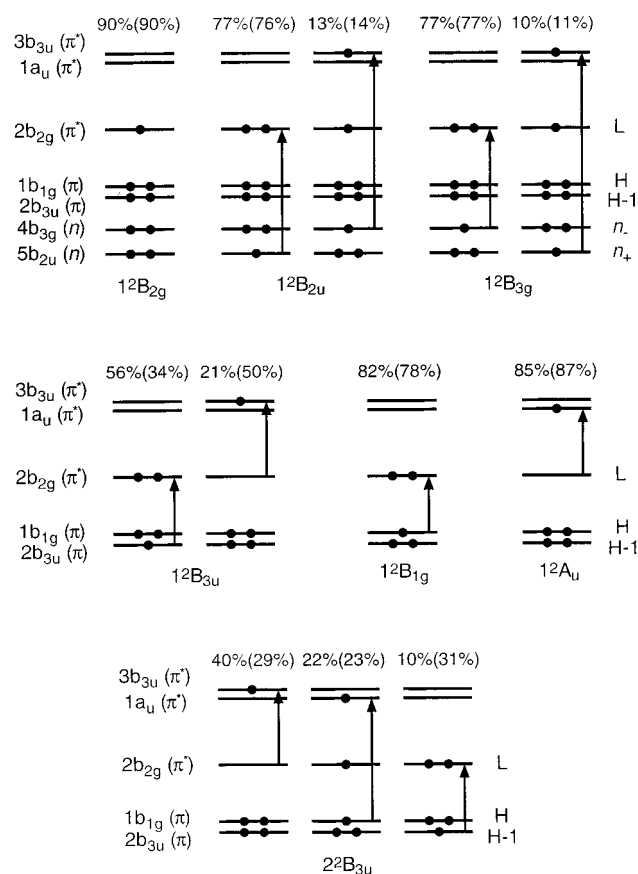 90%(90%) 77%(76%) 13%(14%) 77%(77%) 10%(11%)
3b₃ᵤ (π*)
1aᵤ (π*)
2b₂g (π*) L
1b₁g (π) H
2b₃ᵤ (π) H-1
4b₃g (n) n₋
5b₂ᵤ (n) n₊
1²B₂g 1²B₂ᵤ 1²B₃g
56%(34%) 21%(50%) 82%(78%) 85%(87%)
3b₃ᵤ (π*)
1aᵤ (π*)
2b₂g (π*) L
1b₁g (π) H
2b₃ᵤ (π) H-1
1²B₃ᵤ 1²B₁g 1²Aᵤ
40%(29%) 22%(23%) 10%(31%)
3b₃ᵤ (π*)
1aᵤ (π*)
2b₂g (π*) L
1b₁g (π) H
2b₃ᵤ (π) H-1
2²B₃ᵤ